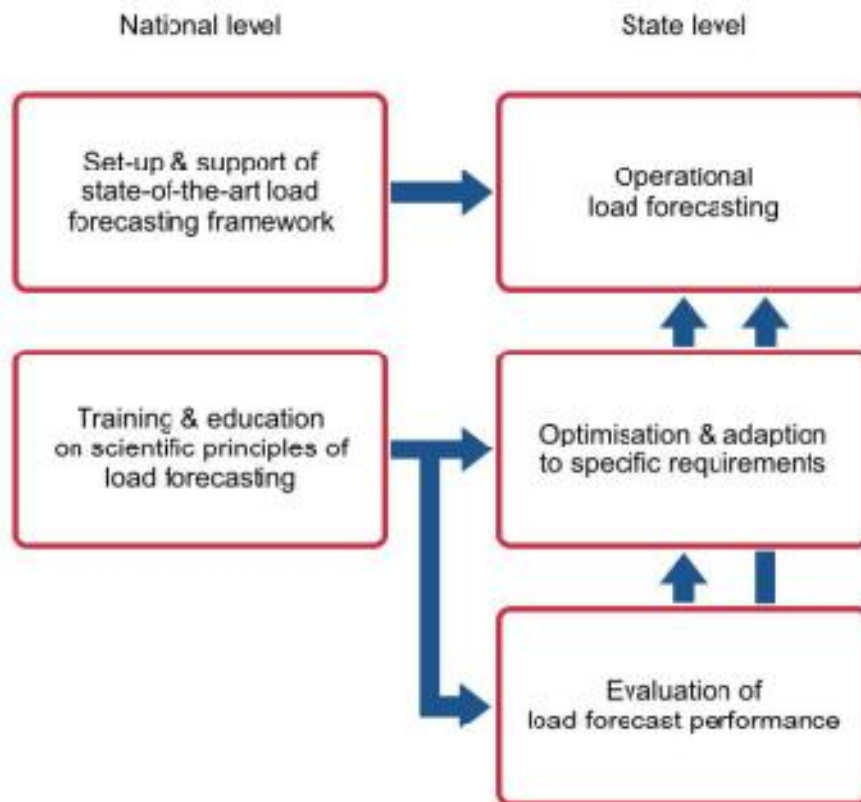 National level
State level
Set-up & support of
state-of-the-art load
forecasting framework
Operational
load forecasting
Training & education
on scientific principles of
load forecasting
Optimisation & adaption
to specific requirements
Evaluation of
load forecast performance